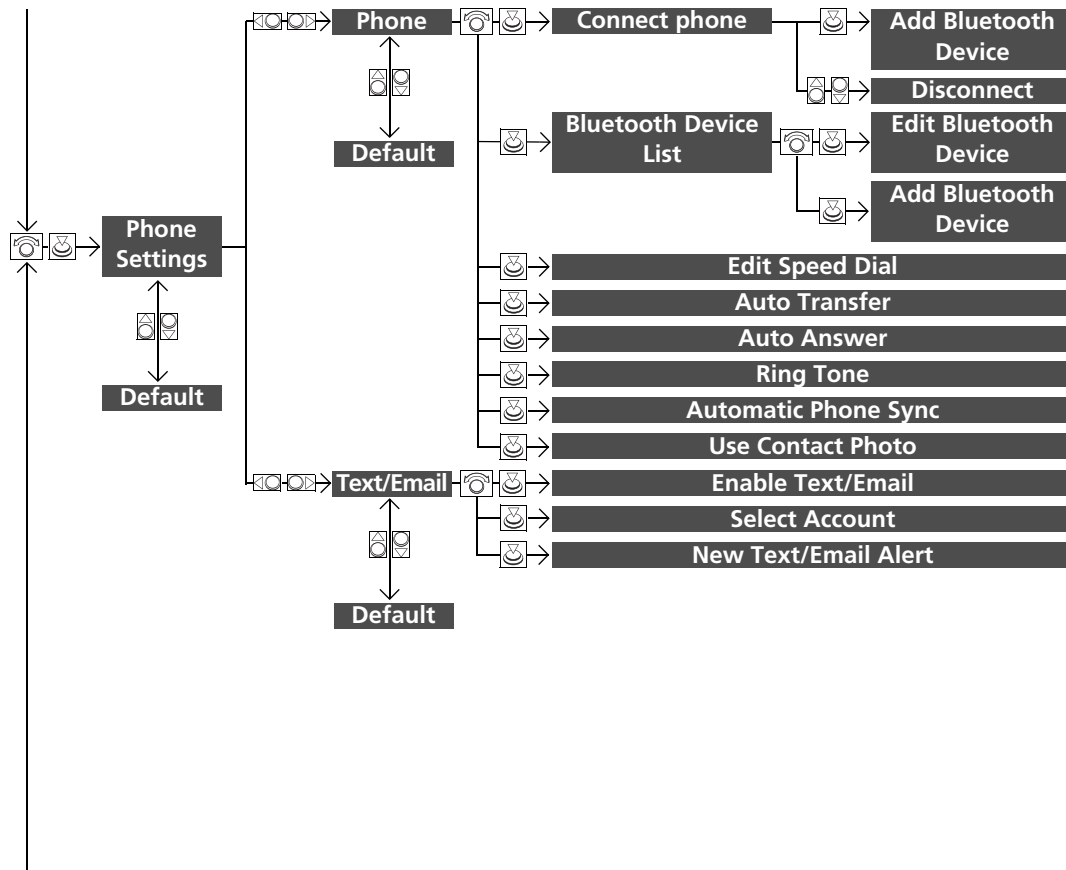 Phone
Connect phone
Add Bluetooth
Device
Disconnect
Default
Bluetooth Device
List
Edit Bluetooth
Device
Add Bluetooth
Device
Phone
Settings
Default
Edit Speed Dial
Auto Transfer
Auto Answer
Ring Tone
Automatic Phone Sync
Use Contact Photo
Text/Email
Enable Text/Email
Select Account
New Text/Email Alert
Default